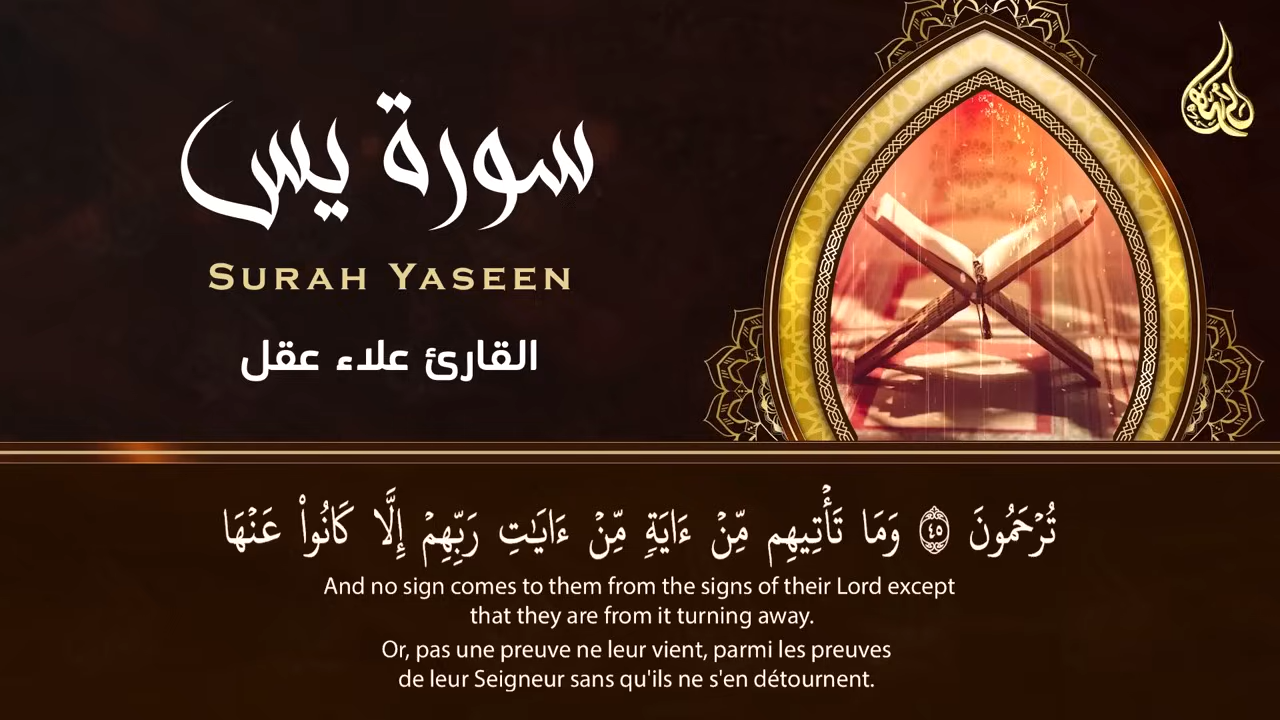 سورة يس
SURAH YASEEN
القارئ علاء عقل
تُرْحَمُونَ ٤٥ وَمَا تَأْتِيهِم مِّنْ ءَايَةٍ مِّنْ ءَايَـٰتِ رَبِّهِمْ إِلَّا كَانُوا۟ عَنْهَا
And no sign comes to them from the signs of their Lord except
that they are from it turning away.
Or, pas une preuve ne leur vient, parmi les preuves
de leur Seigneur sans qu'ils ne s'en détournent.